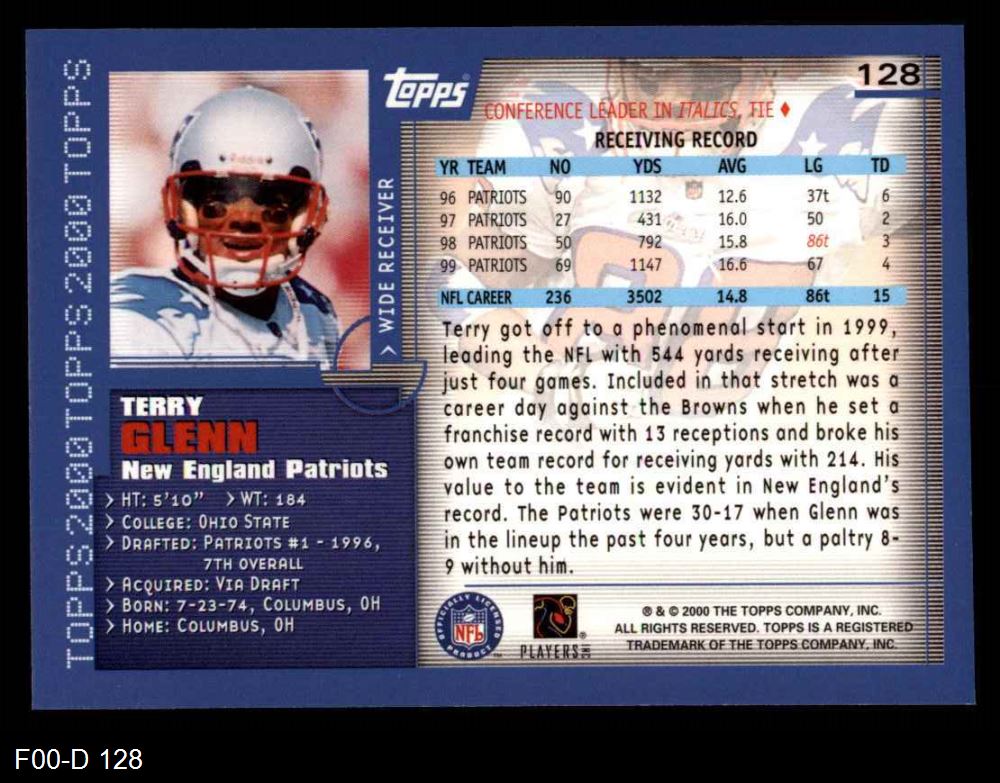 TOPPS2000TOPPS2000TOPPS2000TOPPS
Riddell
WIDE RECEIVER
TERRY
GLENN
New England Patriots
> HT: 5'10" > WT: 184
> COLLEGE: OHIO STATE
> DRAFTED: PATRIOTS #1 - 1996,
7TH OVERALL
> ACQUIRED: VIA DRAFT
> BORN: 7-23-74, COLUMBUS, OH
> HOME: COLUMBUS, OH
TOPPS
128
CONFERENCE LEADER IN ITALICS, TIE ♦
RECEIVING RECORD
YR TEAM NO YDS AVG LG TD
96 PATRIOTS 90 1132 12.6 37t 6
97 PATRIOTS 27 431 16.0 50 2
98 PATRIOTS 50 792 15.8 86t 3
99 PATRIOTS 69 1147 16.6 67 4
NFL CAREER 236 3502 14.8 86t 15
Terry got off to a phenomenal start in 1999,
leading the NFL with 544 yards receiving after
just four games. Included in that stretch was a
career day against the Browns when he set a
franchise record with 13 receptions and broke his
own team record for receiving yards with 214. His
value to the team is evident in New England's
record. The Patriots were 30-17 when Glenn was
in the lineup the past four years, but a paltry 8-
9 without him.
OFFICIALLY LICENSED
NFL
PRODUCT
PLAYERS INC
® & © 2000 THE TOPPS COMPANY, INC.
ALL RIGHTS RESERVED. TOPPS IS A REGISTERED
TRADEMARK OF THE TOPPS COMPANY, INC.
F00-D 128